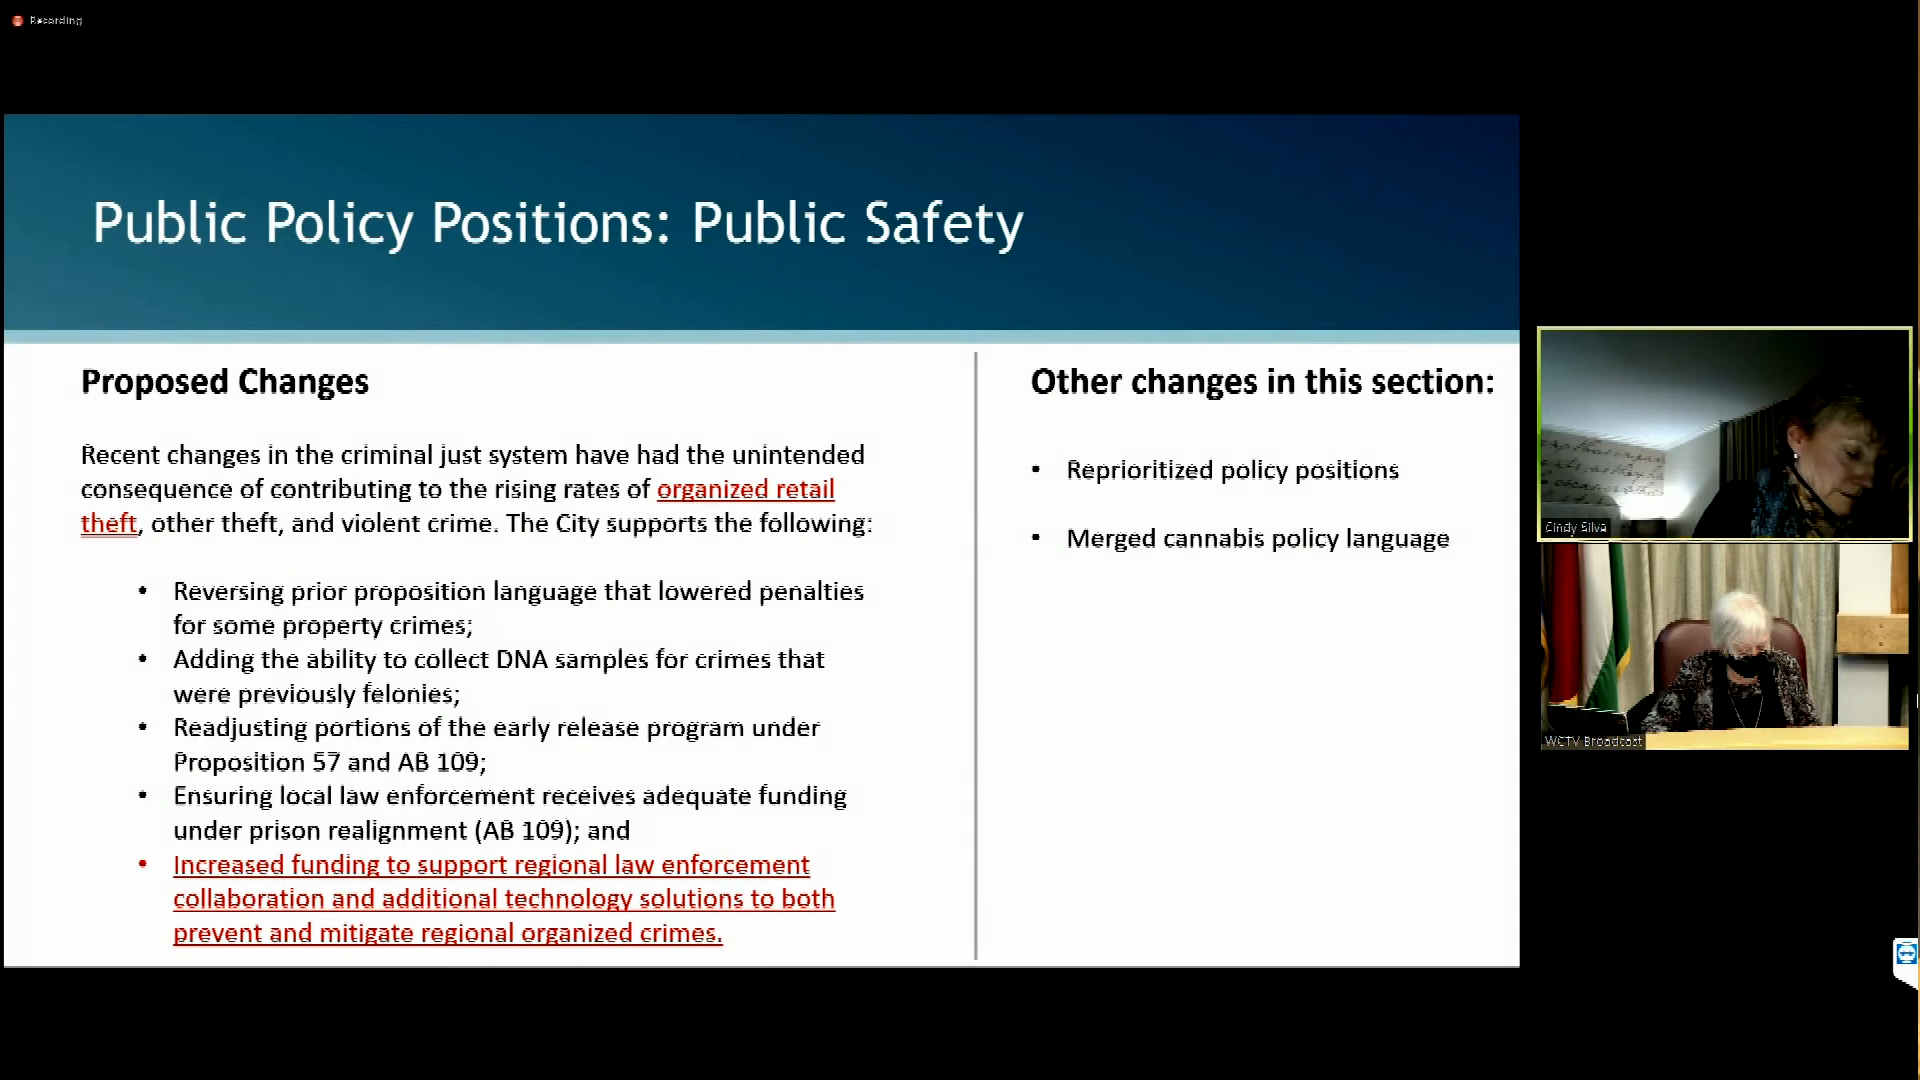 Recording
Public Policy Positions: Public Safety
Proposed Changes
Recent changes in the criminal just system have had the unintended
consequence of contributing to the rising rates of organized retail
theft, other theft, and violent crime. The City supports the following:
• Reversing prior proposition language that lowered penalties
for some property crimes;
• Adding the ability to collect DNA samples for crimes that
were previously felonies;
• Readjusting portions of the early release program under
Proposition 57 and AB 109;
• Ensuring local law enforcement receives adequate funding
under prison realignment (AB 109); and
• Increased funding to support regional law enforcement
collaboration and additional technology solutions to both
prevent and mitigate regional organized crimes.
Other changes in this section:
• Reprioritized policy positions
• Merged cannabis policy language
Cindy Silva
WCTV Broadcast